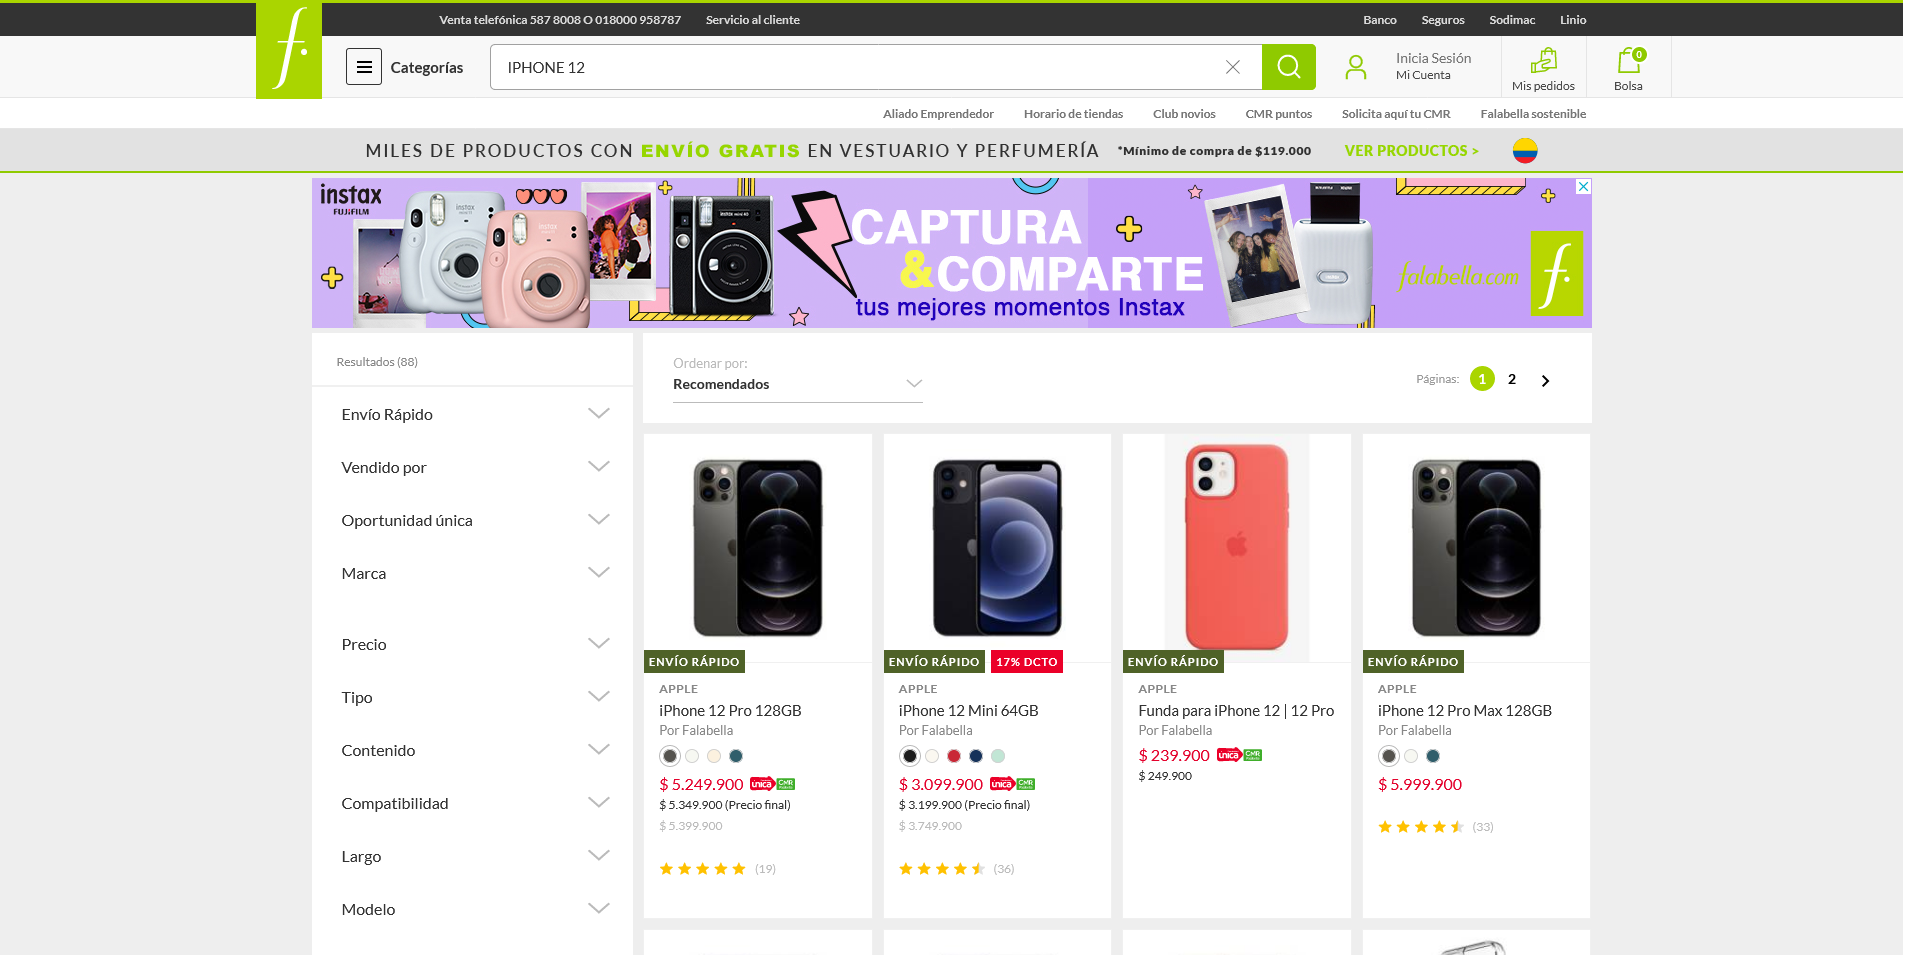 Venta telefónica 587 8008 O 018000 958787
Servicio al cliente
Banco
Seguros
Sodimac
Linio
f.
Categorías
IPHONE 12
Inicia Sesión
Mi Cuenta
Mis pedidos
0
Bolsa
Aliado Emprendedor
Horario de tiendas
Club novios
CMR puntos
Solicita aquí tu CMR
Falabella sostenible
MILES DE PRODUCTOS CON ENVÍO GRATIS EN VESTUARIO Y PERFUMERÍA
*Mínimo de compra de $119.000
VER PRODUCTOS >
instax
FUJIFILM
CAPTURA
&COMPARTE
tus mejores momentos Instax
falabella.com
f.
Resultados (88)
Envío Rápido
Vendido por
Oportunidad única
Marca
Precio
Tipo
Contenido
Compatibilidad
Largo
Modelo
Ordenar por:
Recomendados
Páginas:
1
2
ENVÍO RÁPIDO
APPLE
iPhone 12 Pro 128GB
Por Falabella
$ 5.249.900 única CMR
$ 5.349.900 (Precio final)
$ 5.399.900
(19)
ENVÍO RÁPIDO
17% DCTO
APPLE
iPhone 12 Mini 64GB
Por Falabella
$ 3.099.900 única CMR
$ 3.199.900 (Precio final)
$ 3.749.900
(36)
ENVÍO RÁPIDO
APPLE
Funda para iPhone 12 | 12 Pro
Por Falabella
$ 239.900 única CMR
$ 249.900
ENVÍO RÁPIDO
APPLE
iPhone 12 Pro Max 128GB
Por Falabella
$ 5.999.900
(33)